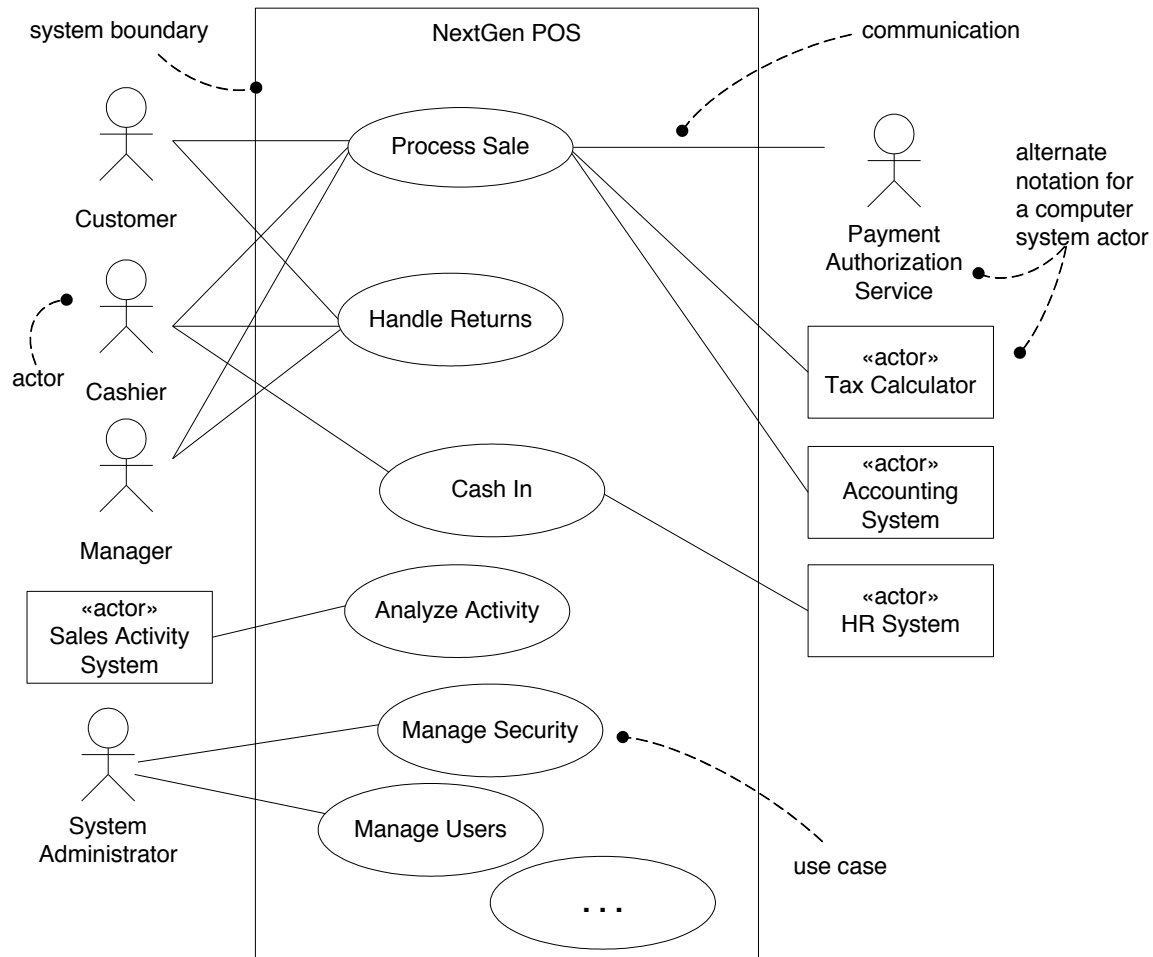 system boundary
NextGen POS
communication
Process Sale
Customer
alternate
notation for
a computer
system actor
Payment
Authorization
Service
Handle Returns
actor
Cashier
«actor»
Tax Calculator
Cash In
«actor»
Accounting
System
Manager
«actor»
Sales Activity
System
Analyze Activity
«actor»
HR System
Manage Security
System
Administrator
Manage Users
use case
. . .